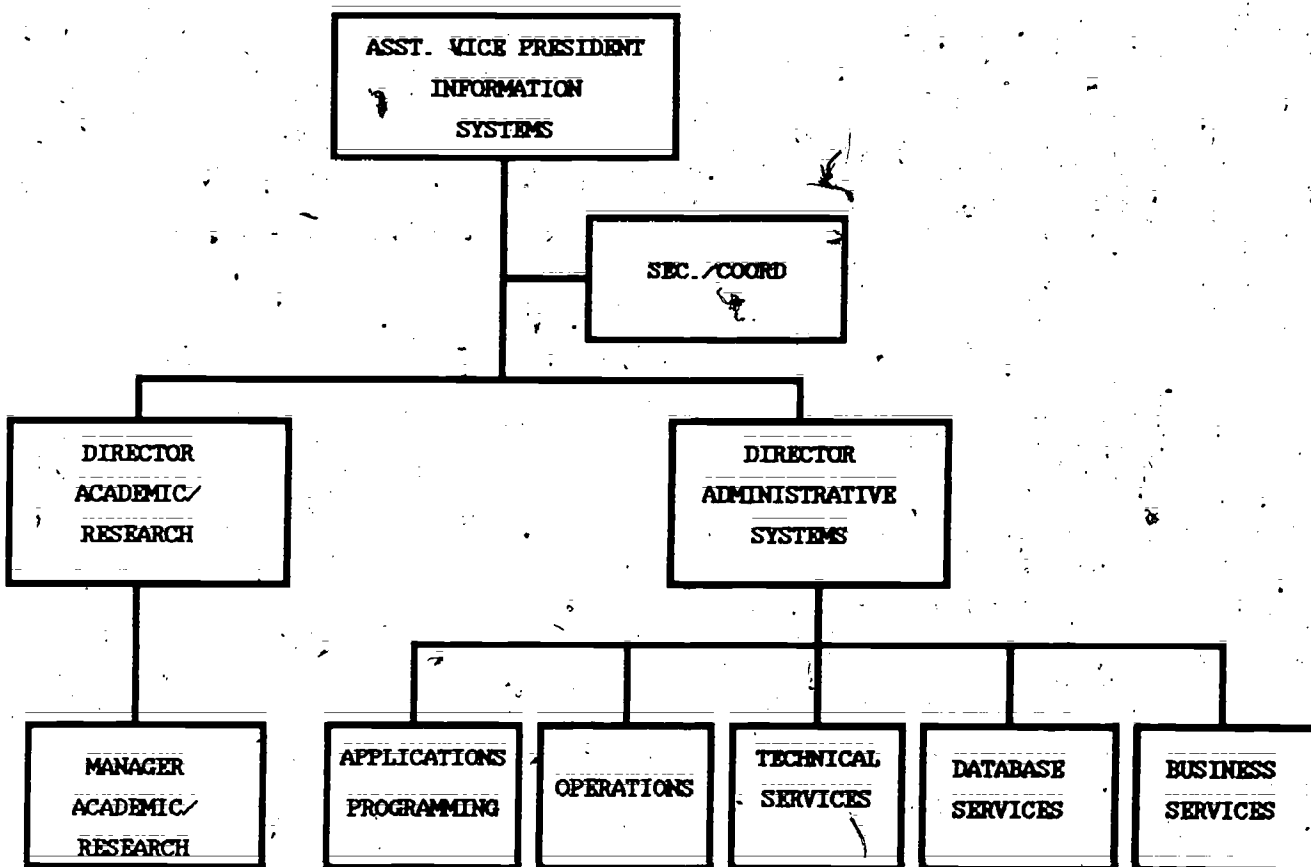 ASST. VICE PRESIDENT
INFORMATION
SYSTEMS
SEC./COORD
DIRECTOR
ACADEMIC/
RESEARCH
DIRECTOR
ADMINISTRATIVE
SYSTEMS
MANAGER
ACADEMIC/
RESEARCH
APPLICATIONS
PROGRAMMING
OPERATIONS
TECHNICAL
SERVICES
DATABASE
SERVICES
BUSINESS
SERVICES